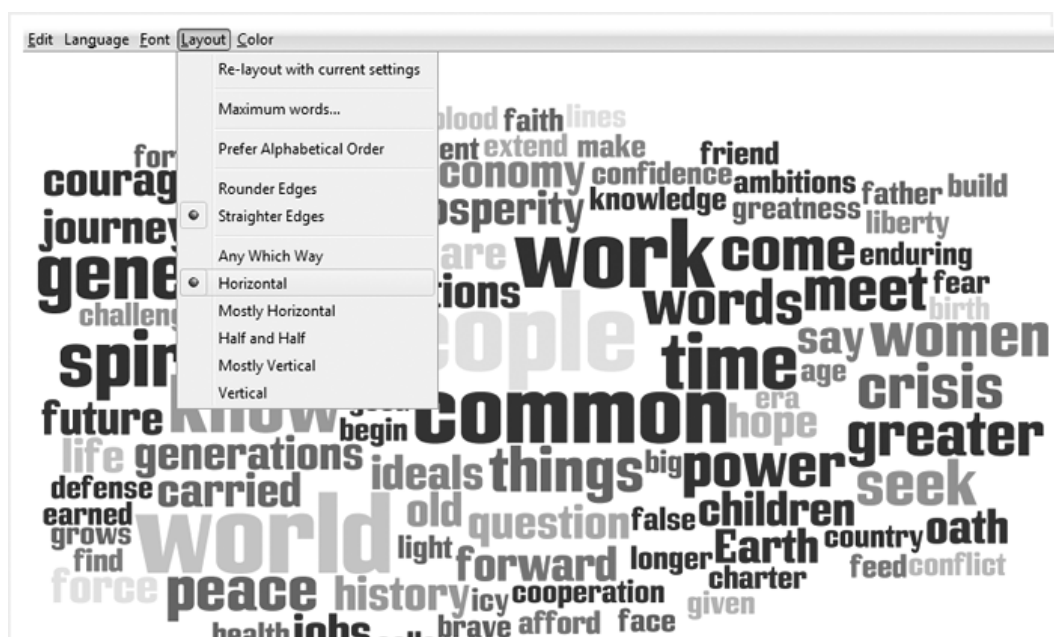 Edit Language Font Layout Color
Re-layout with current settings
Maximum words...
Prefer Alphabetical Order
Rounder Edges
Straighter Edges
Any Which Way
Horizontal
Mostly Horizontal
Half and Half
Mostly Vertical
Vertical
faith lines
extend make friend
confidence ambitions father build
knowledge greatness liberty
are work come enduring
words meet fear
birth
say women
time age crisis
future know begin common era hope greater
life generations ideals things big power seek
defense carried
earned world old question false children oath
grows light forward longer Earth country
find charter feed conflict
force peace history icy cooperation given
brave afford face